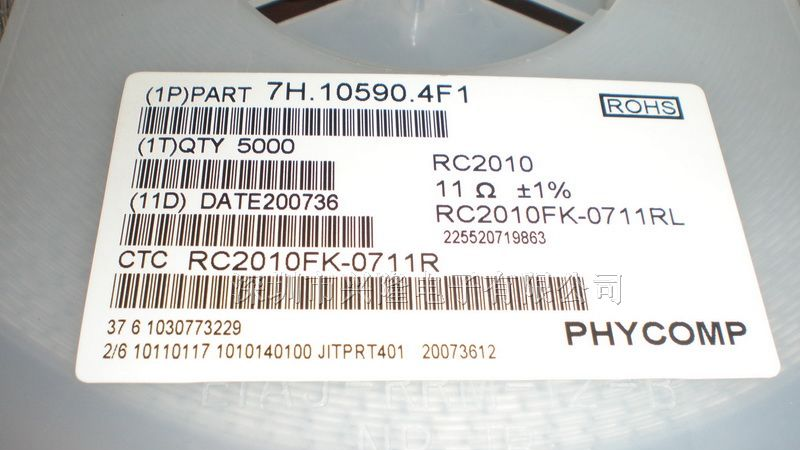 (1P)PART 7H.10590.4F1
ROHS
(1T)QTY 5000
RC2010
11 Ω ±1%
(11D) DATE200736
RC2010FK-0711RL
225520719863
CTC RC2010FK-0711R
深圳市兴隆电子有限公司
37 6 1030773229
PHYCOMP
2/6 10110117 1010140100 JITPRT401 20073612